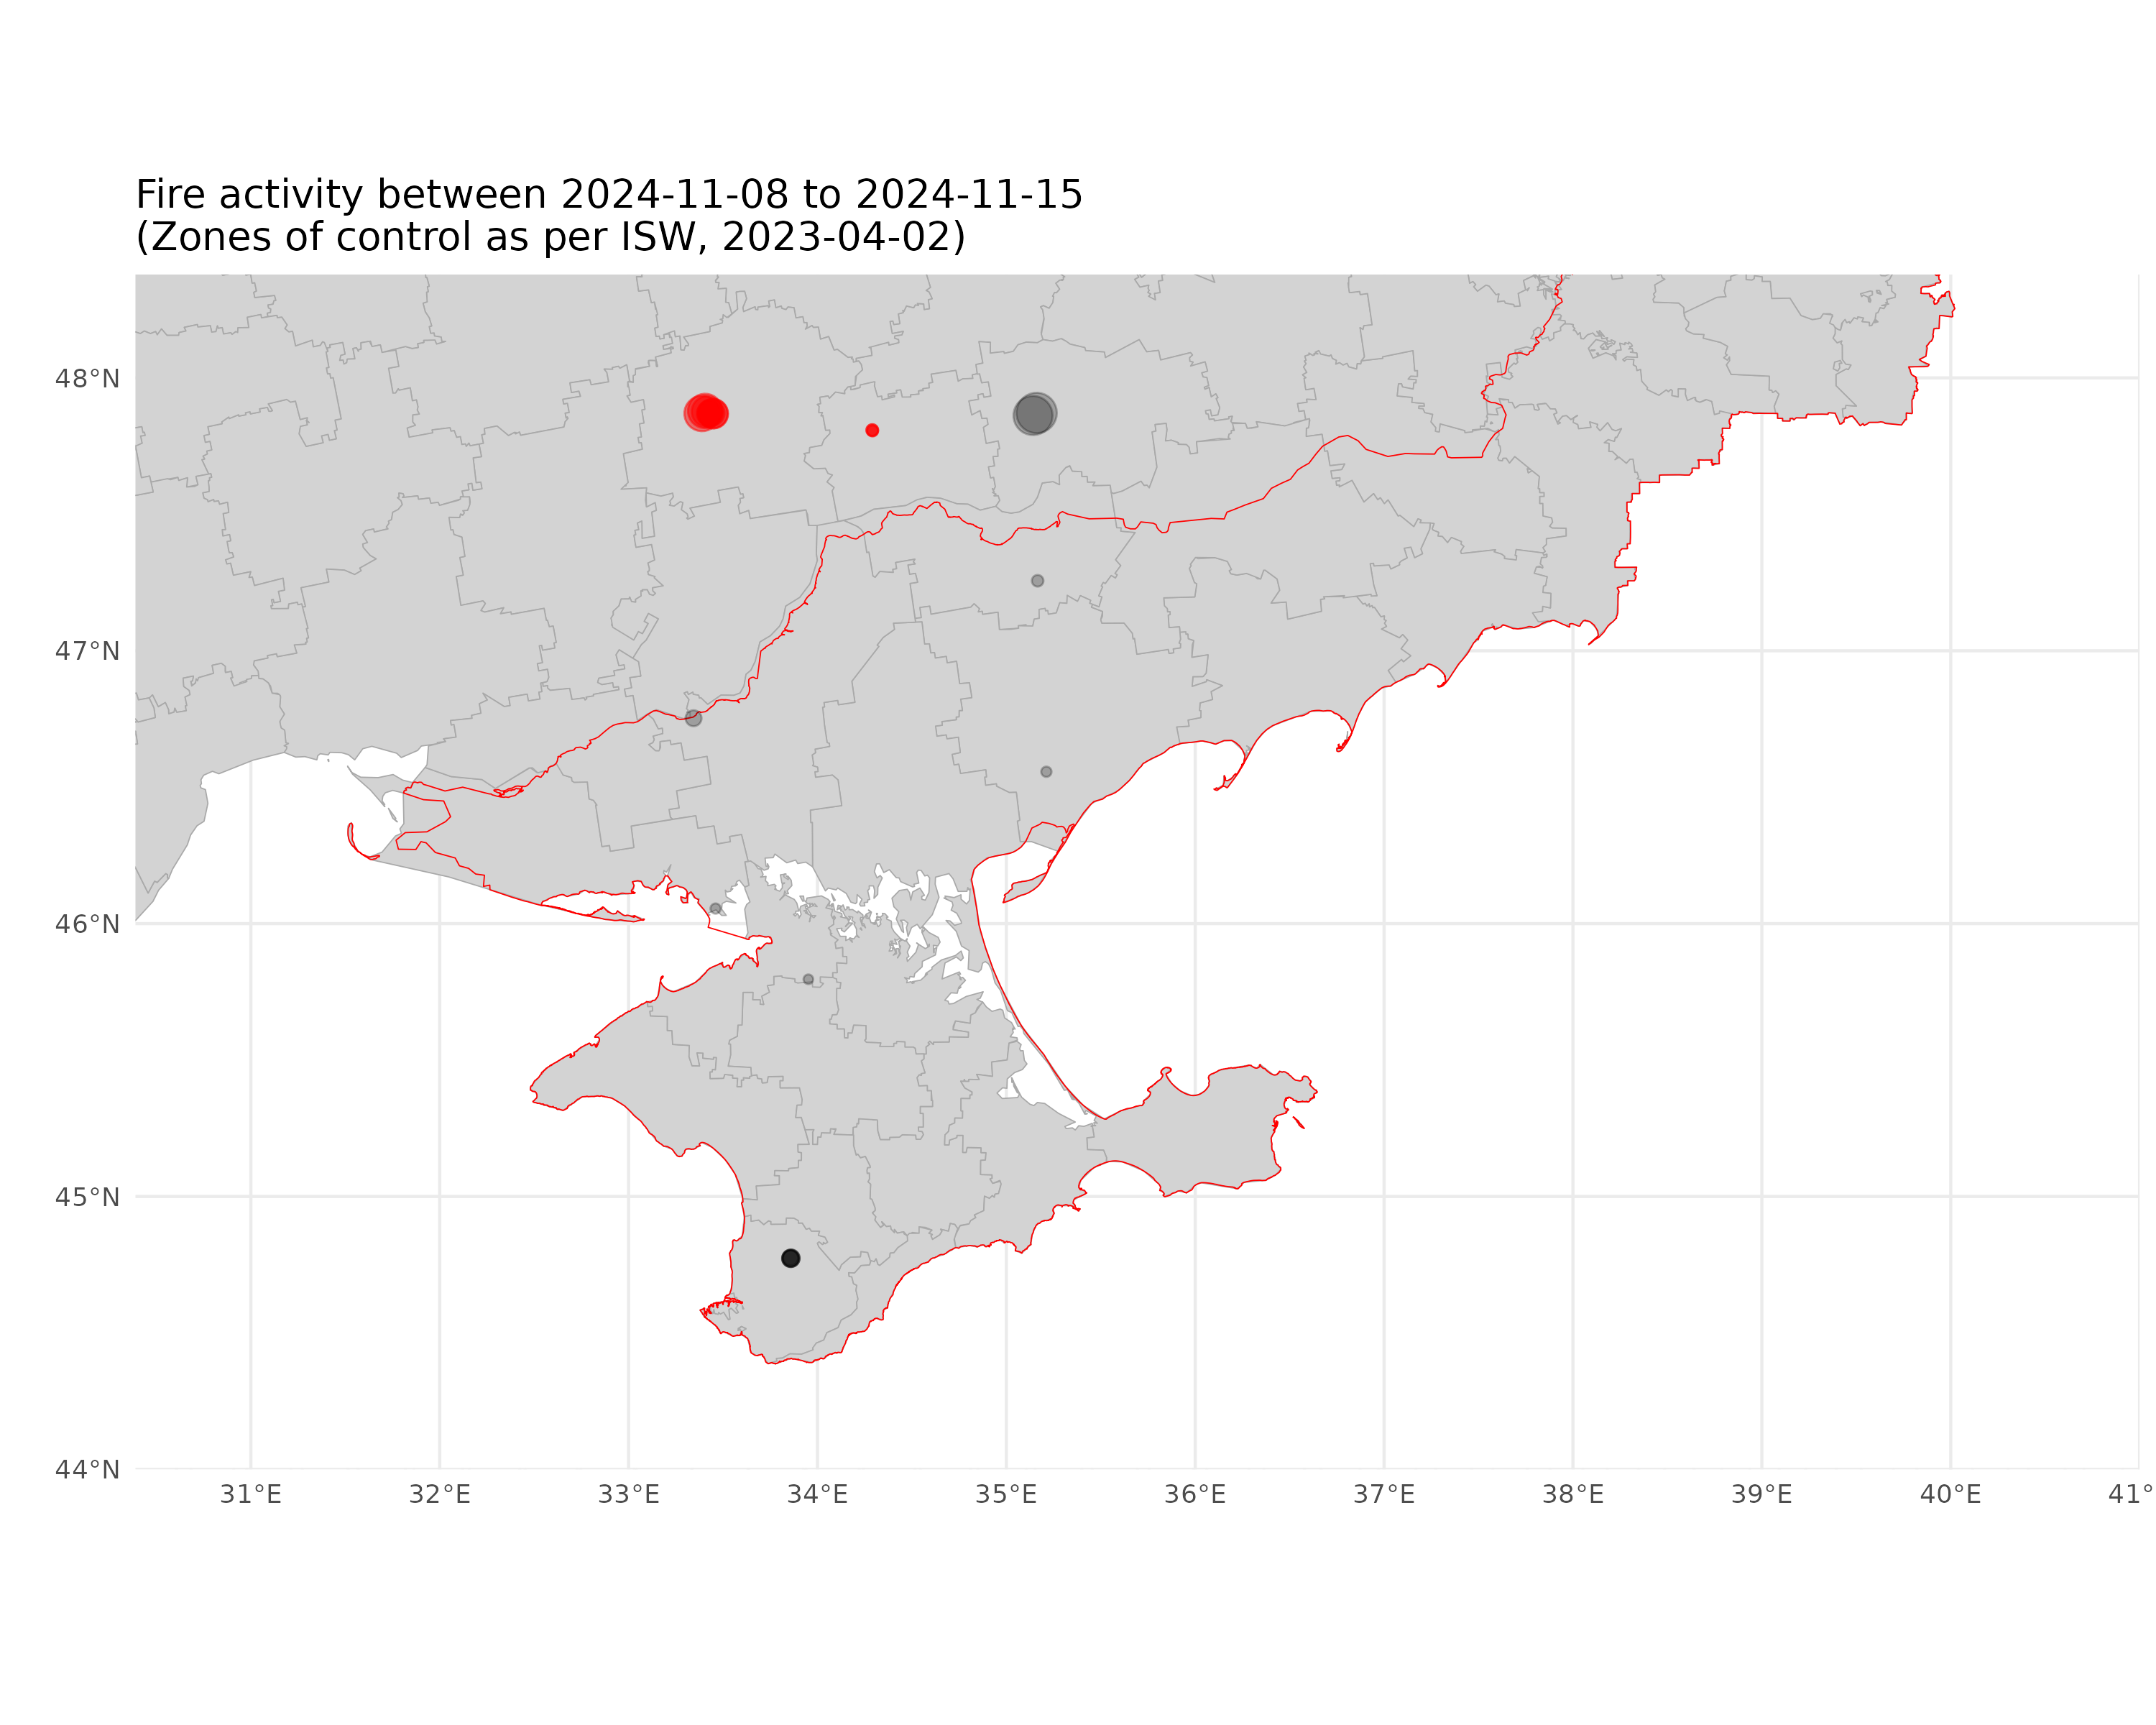 Fire activity between 2024-11-08 to 2024-11-15
(Zones of control as per ISW, 2023-04-02)
48°N
47°N
46°N
45°N
44°N
31°E 32°E 33°E 34°E 35°E 36°E 37°E 38°E 39°E 40°E 41°